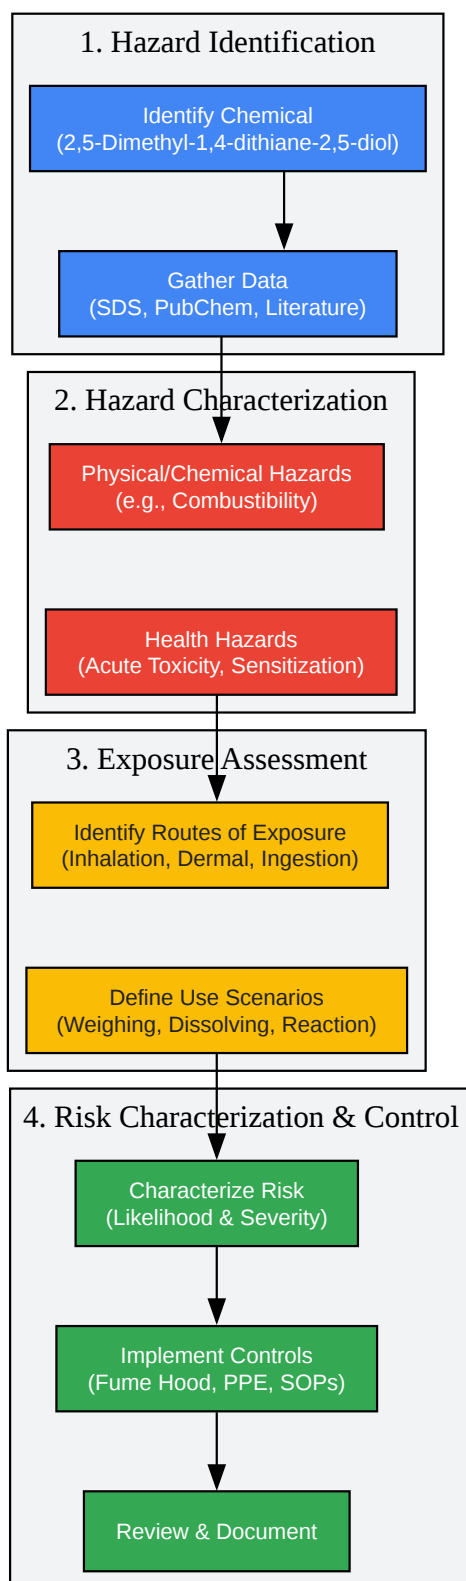 1. Hazard Identification
Identify Chemical
(2,5-Dimethyl-1,4-dithiane-2,5-diol)
Gather Data
(SDS, PubChem, Literature)
2. Hazard Characterization
Physical/Chemical Hazards
(e.g., Combustibility)
Health Hazards
(Acute Toxicity, Sensitization)
3. Exposure Assessment
Identify Routes of Exposure
(Inhalation, Dermal, Ingestion)
Define Use Scenarios
(Weighing, Dissolving, Reaction)
4. Risk Characterization & Control
Characterize Risk
(Likelihood & Severity)
Implement Controls
(Fume Hood, PPE, SOPs)
Review & Document